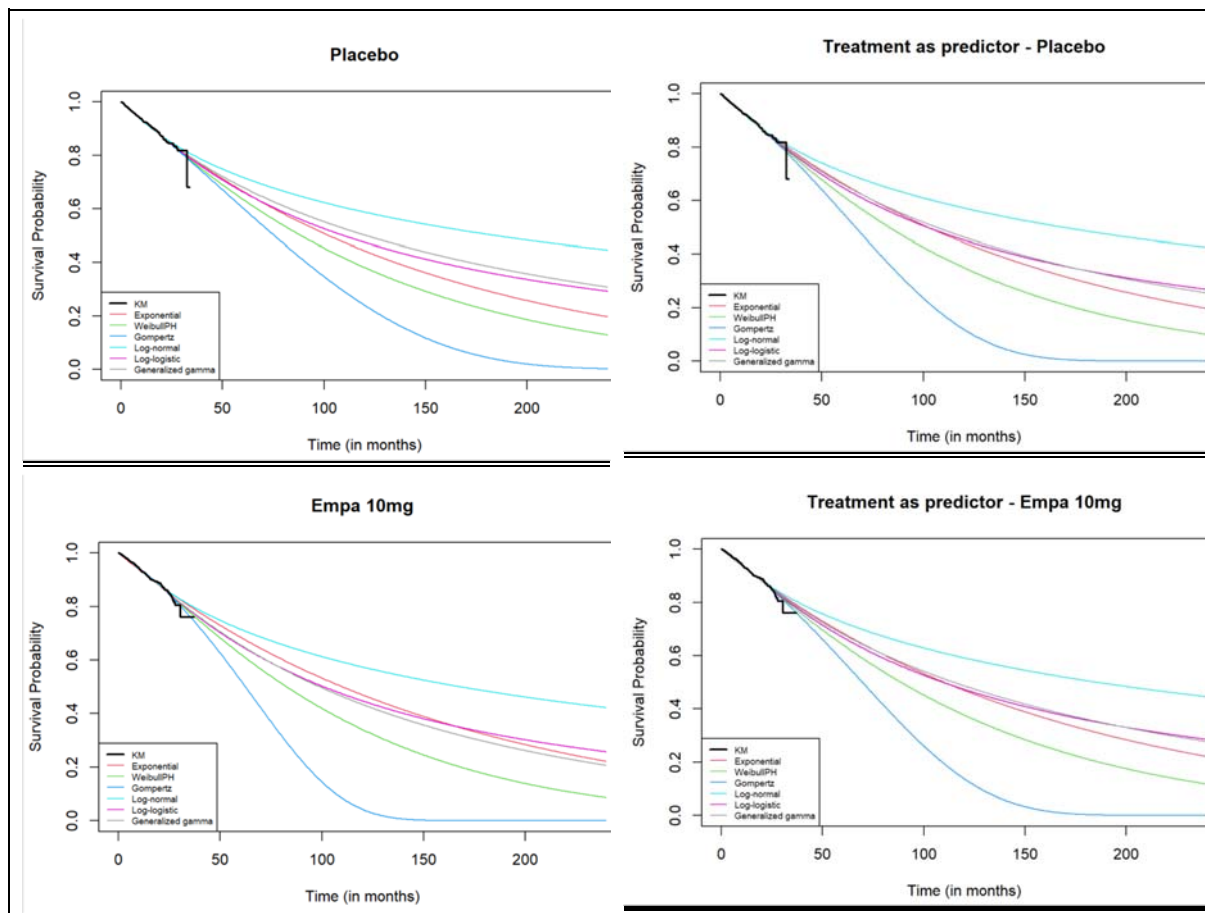 Placebo
Survival Probability
1.0
0.8
0.6
0.4
0.2
0.0
KM
Exponential
WeibullPH
Gompertz
Log-normal
Log-logistic
Generalized gamma
0 50 100 150 200
Time (in months)
Treatment as predictor - Placebo
Survival Probability
1.0
0.8
0.6
0.4
0.2
0.0
KM
Exponential
WeibullPH
Gompertz
Log-normal
Log-logistic
Generalized gamma
0 50 100 150 200
Time (in months)
Empa 10mg
Survival Probability
1.0
0.8
0.6
0.4
0.2
0.0
KM
Exponential
WeibullPH
Gompertz
Log-normal
Log-logistic
Generalized gamma
0 50 100 150 200
Time (in months)
Treatment as predictor - Empa 10mg
Survival Probability
1.0
0.8
0.6
0.4
0.2
0.0
KM
Exponential
WeibullPH
Gompertz
Log-normal
Log-logistic
Generalized gamma
0 50 100 150 200
Time (in months)